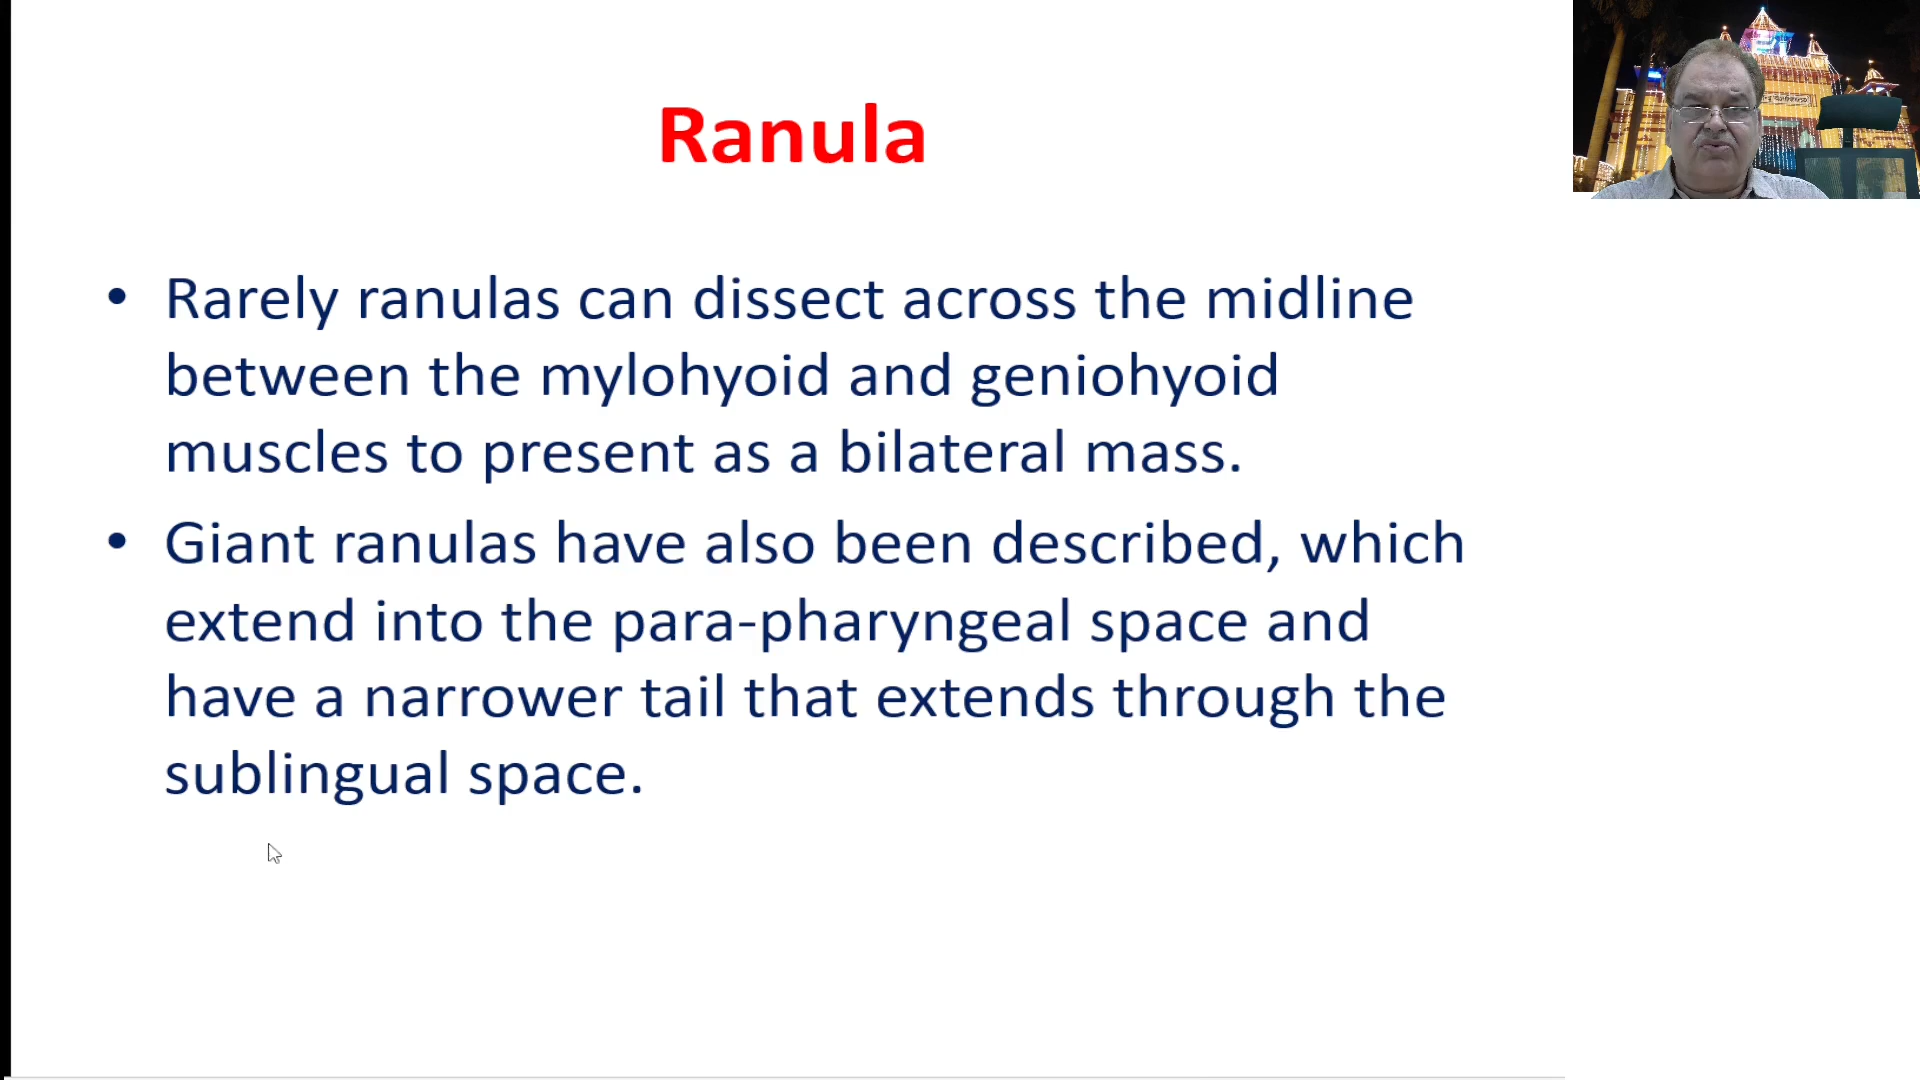 Ranula
• Rarely ranulas can dissect across the midline
between the mylohyoid and geniohyoid
muscles to present as a bilateral mass.
• Giant ranulas have also been described, which
extend into the para-pharyngeal space and
have a narrower tail that extends through the
sublingual space.